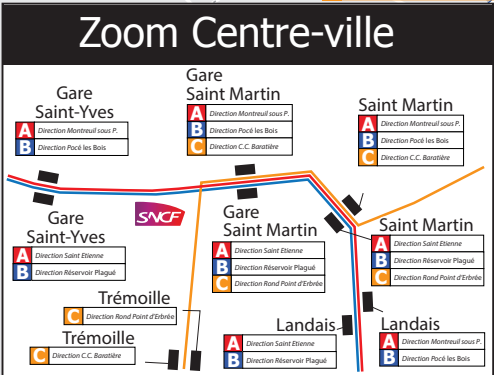 Zoom Centre-ville
Gare
Saint-Yves
A Direction Montreuil sous P.
B Direction Pocé les Bois
Gare
Saint Martin
A Direction Montreuil sous P.
B Direction Pocé les Bois
C Direction C.C. Baratière
Saint Martin
A Direction Montreuil sous P.
B Direction Pocé les Bois
C Direction C.C. Baratière
SNCF
Gare
Saint-Yves
A Direction Saint Etienne
B Direction Réservoir Plagué
Gare
Saint Martin
A Direction Saint Etienne
B Direction Réservoir Plagué
C Direction Rond Point d'Erbrée
Saint Martin
A Direction Saint Etienne
B Direction Réservoir Plagué
C Direction Rond Point d'Erbrée
Trémoille
C Direction Rond Point d'Erbrée
Trémoille
C Direction C.C. Baratière
Landais
A Direction Saint Etienne
B Direction Réservoir Plagué
Landais
A Direction Montreuil sous P.
B Direction Pocé les Bois